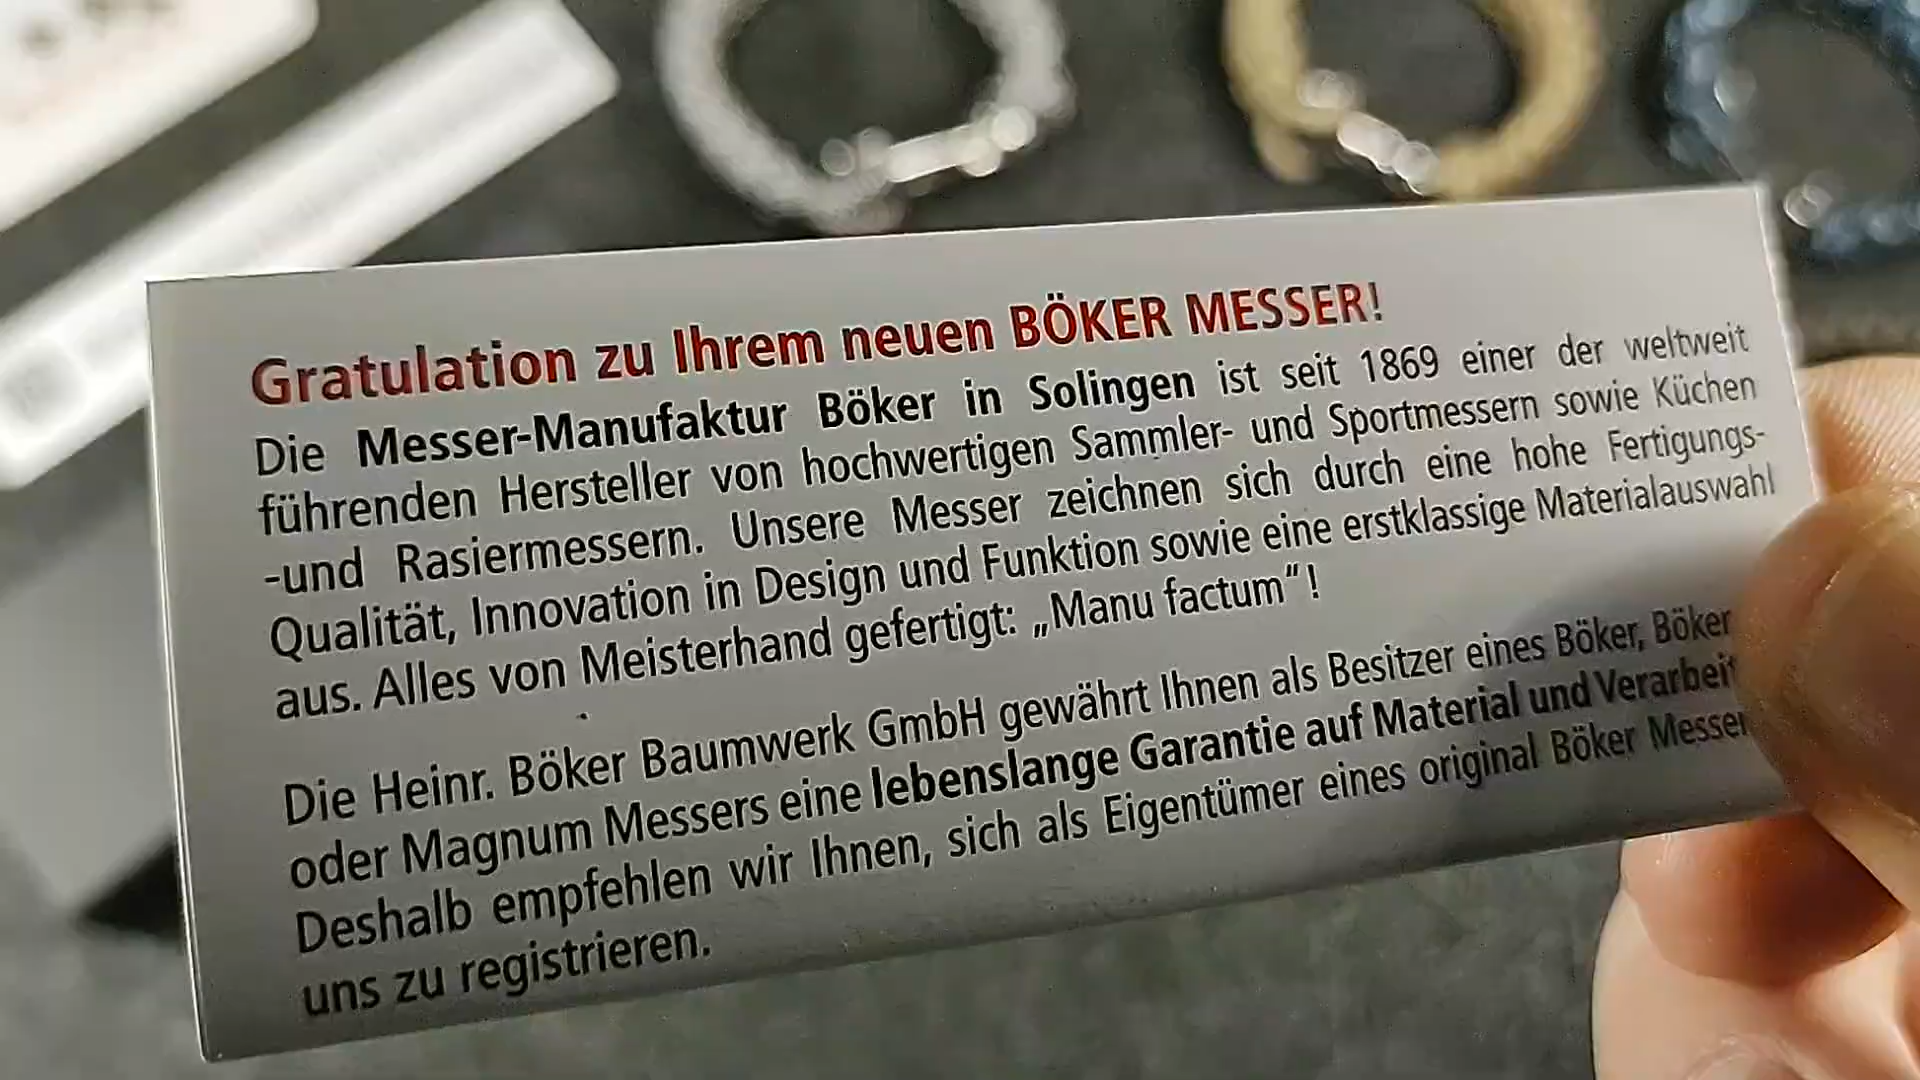 Gratulation zu Ihrem neuen BÖKER MESSER!
Die Messer-Manufaktur Böker in Solingen ist seit 1869 einer der weltweit
führenden Hersteller von hochwertigen Sammler- und Sportmessern sowie Küchen
-und Rasiermessern. Unsere Messer zeichnen sich durch eine hohe Fertigungs-
Qualität, Innovation in Design und Funktion sowie eine erstklassige Materialauswahl
aus. Alles von Meisterhand gefertigt: „Manu factum“!
Die Heinr. Böker Baumwerk GmbH gewährt Ihnen als Besitzer eines Böker, Böker
oder Magnum Messers eine lebenslange Garantie auf Material und Verarbeit
Deshalb empfehlen wir Ihnen, sich als Eigentümer eines original Böker Messer
uns zu registrieren.